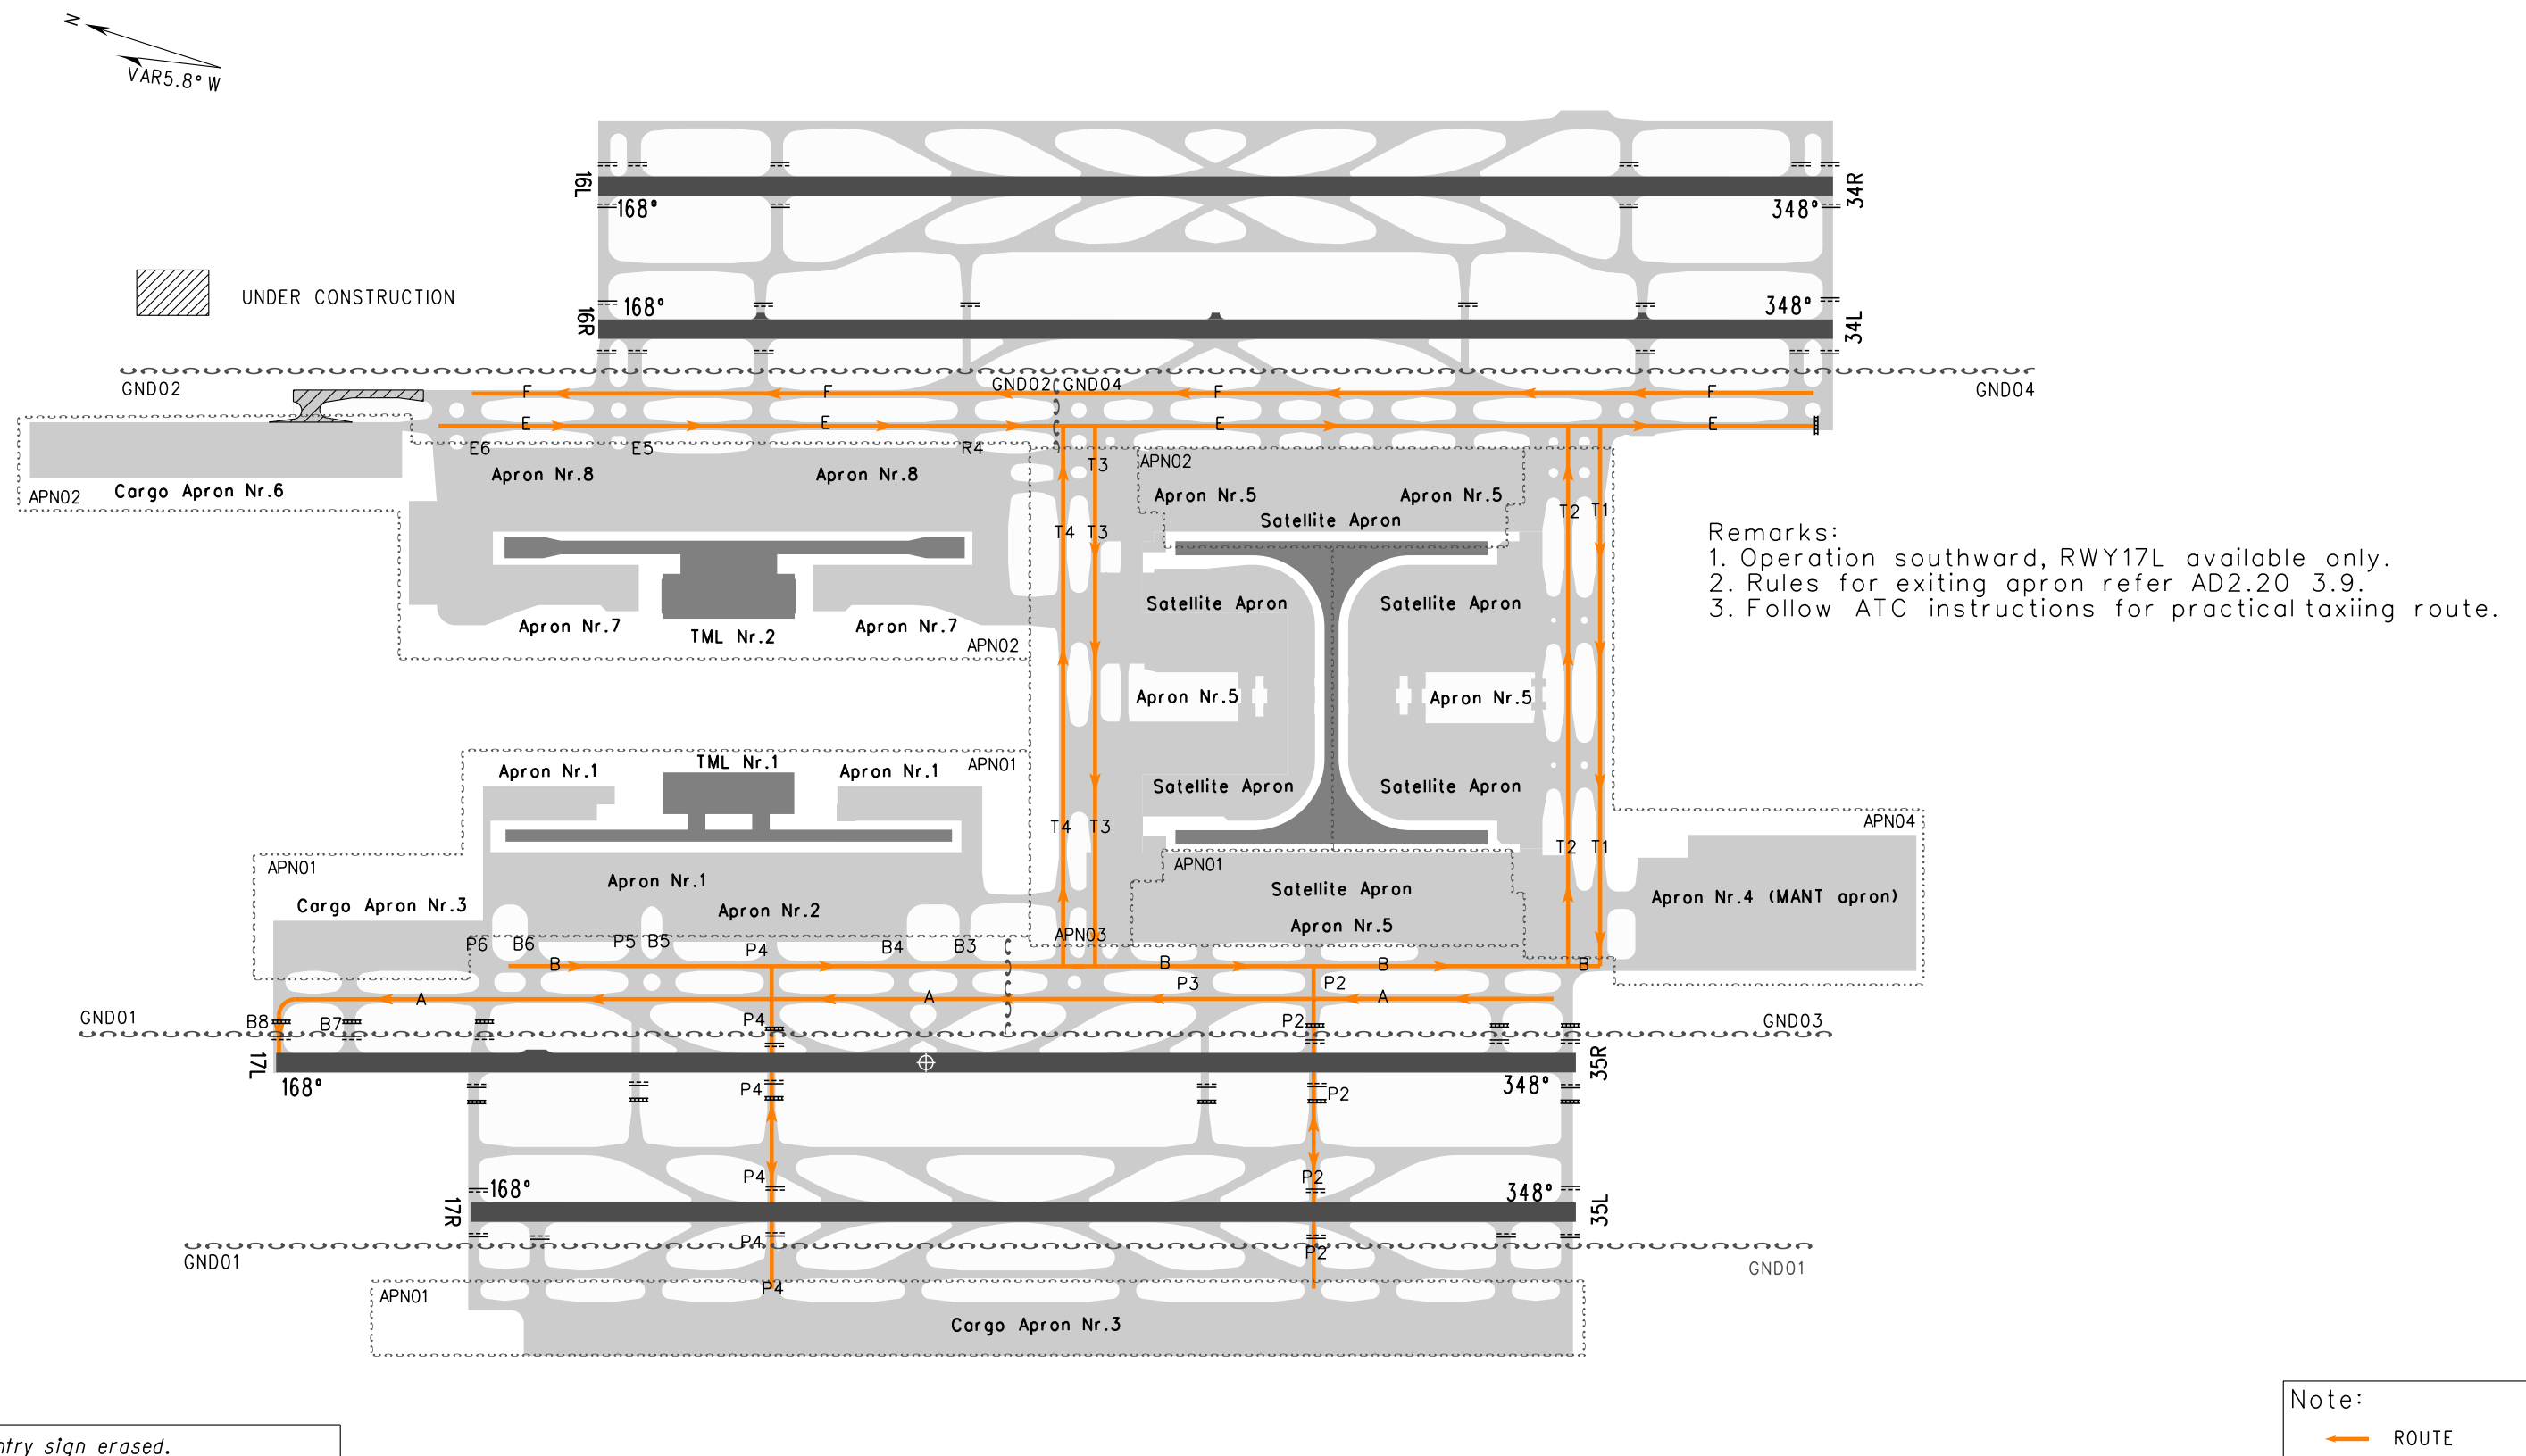 N
VAR5.8° W
16L
168°
348°
34R
UNDER CONSTRUCTION
16R
168°
348°
34L
GND02
GND02
GND04
GND04
F
F
F
F
E
E
E
E
E6
E5
R4
T3
APN02
Apron Nr.8
Apron Nr.8
Cargo Apron Nr.6
APN02
Apron Nr.5
Apron Nr.5
Satellite Apron
T4
T3
T2
T1
Remarks:
1. Operation southward, RWY17L available only.
2. Rules for exiting apron refer AD2.20 3.9.
3. Follow ATC instructions for practical taxiing route.
Satellite Apron
Satellite Apron
Apron Nr.7
TML Nr.2
Apron Nr.7
APN02
Apron Nr.5
Apron Nr.5
Apron Nr.1
TML Nr.1
Apron Nr.1
APN01
Satellite Apron
Satellite Apron
T4
T3
T2
T1
APN04
APN01
APN01
Apron Nr.1
Satellite Apron
Apron Nr.4 (MANT apron)
Cargo Apron Nr.3
Apron Nr.2
Apron Nr.5
P6
B6
P5
B5
P4
B4
B3
APN03
B
B
B
B
P3
P2
A
A
A
GND01
B8
B7
P4
P2
GND03
17L
168°
348°
35R
P4
P2
P4
P2
17R
168°
348°
35L
P4
P2
GND01
GND01
APN01
P4
Cargo Apron Nr.3
Note:
ROUTE
sign erased.